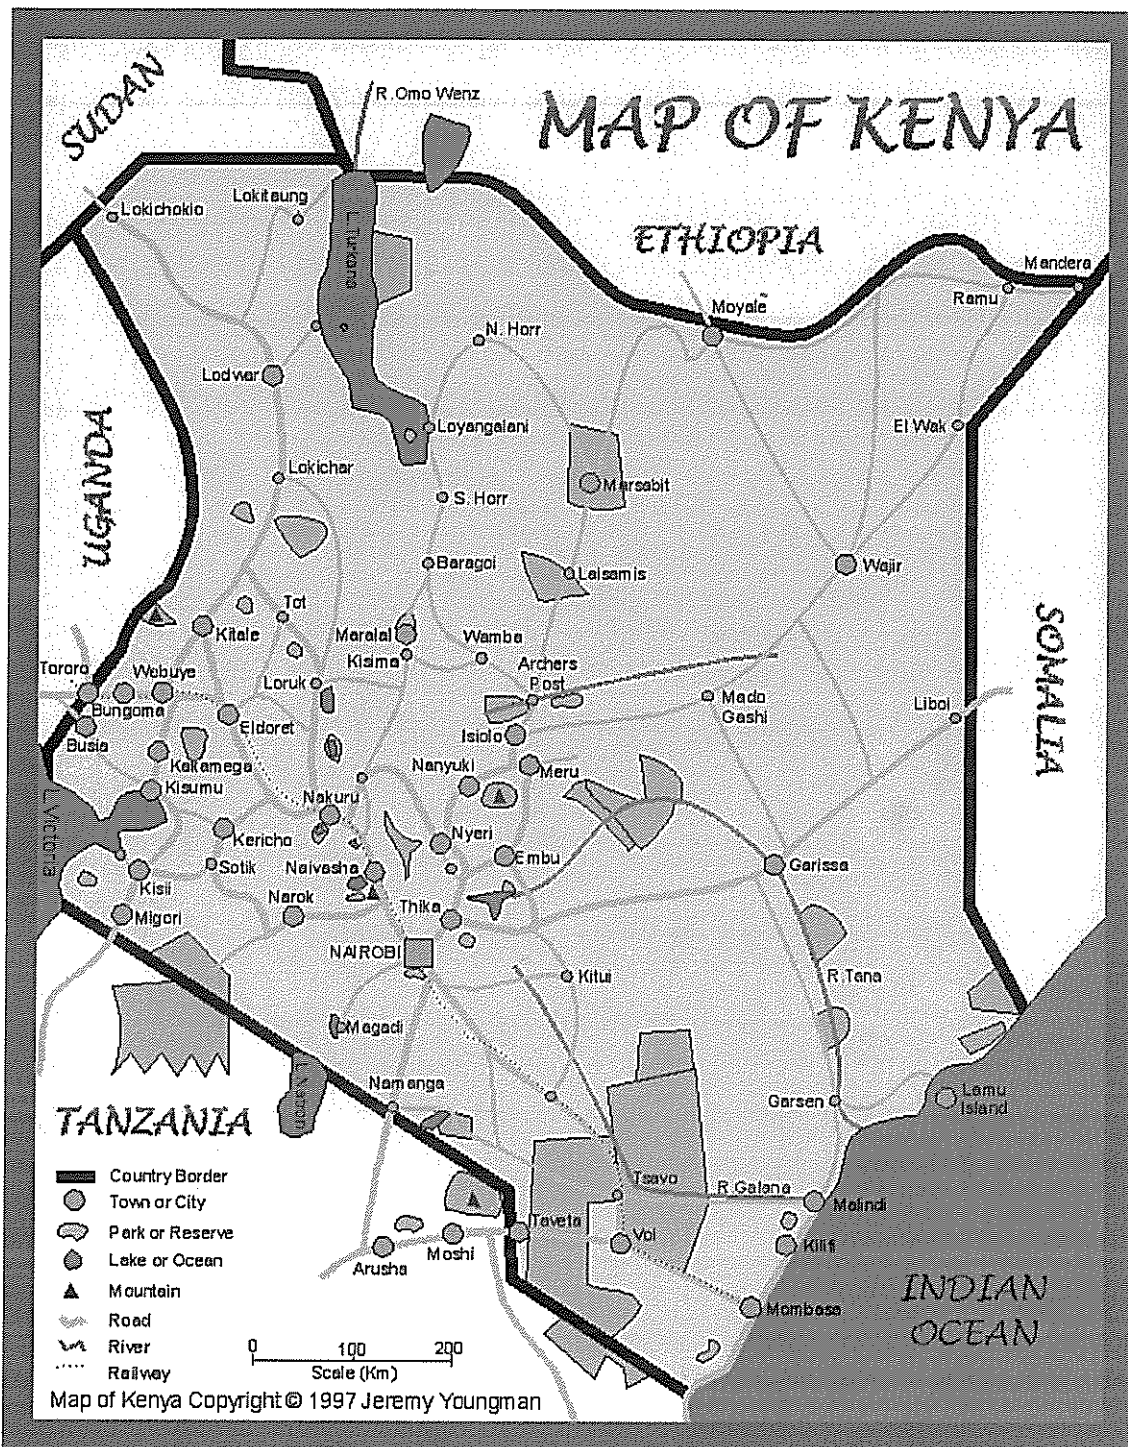 MAP OF KENYA
SUDAN
R. Omo Wenz
ETHIOPIA
Lokichokio
Lokitaung
L. Turkana
Mandera
Ramu
Moyale
N. Horr
Lodwar
UGANDA
Loyangalani
El Wak
Lokichar
S. Horr
Marsabit
Baragoi
Laisamis
Wajir
SOMALIA
Tot
Kitale
Maralal
Wamba
Kisima
Tororo
Webuye
Archers
Post
Loruk
Mado
Gashi
Liboi
Bungoma
Eldoret
Busia
Isiolo
Kakamega
Nanyuki
Meru
Kisumu
Nakuru
L. Victoria
Kericho
Nyeri
Embu
Sotik
Naivasha
Garissa
Kisii
Narok
Thika
Migori
NAIROBI
Kitui
R.Tana
Magadi
L. Natron
Namanga
Garsen
Lamu
Island
TANZANIA
Tsavo
R.Galana
Malindi
Taveta
Voi
Kilifi
Moshi
Arusha
Mombasa
INDIAN
OCEAN
Country Border
Town or City
Park or Reserve
Lake or Ocean
Mountain
Road
River
Railway
0 100 200
Scale (Km)
Map of Kenya Copyright © 1997 Jeremy Youngman